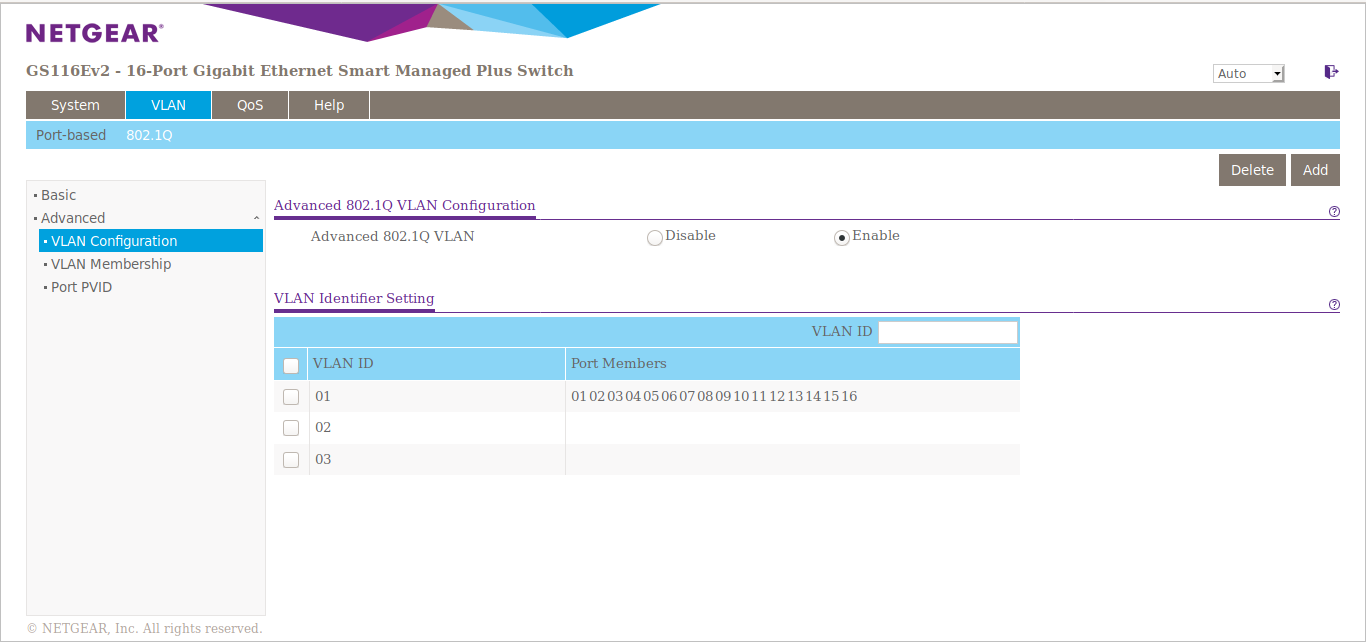 NETGEAR®
GS116Ev2 - 16-Port Gigabit Ethernet Smart Managed Plus Switch
Auto
System VLAN QoS Help
Port-based 802.1Q
Delete Add
Basic
Advanced
VLAN Configuration
VLAN Membership
Port PVID
Advanced 802.1Q VLAN Configuration
?
Advanced 802.1Q VLAN Disable Enable
VLAN Identifier Setting
?
VLAN ID
VLAN ID Port Members
01 01 02 03 04 05 06 07 08 09 10 11 12 13 14 15 16
02
03
© NETGEAR, Inc. All rights reserved.